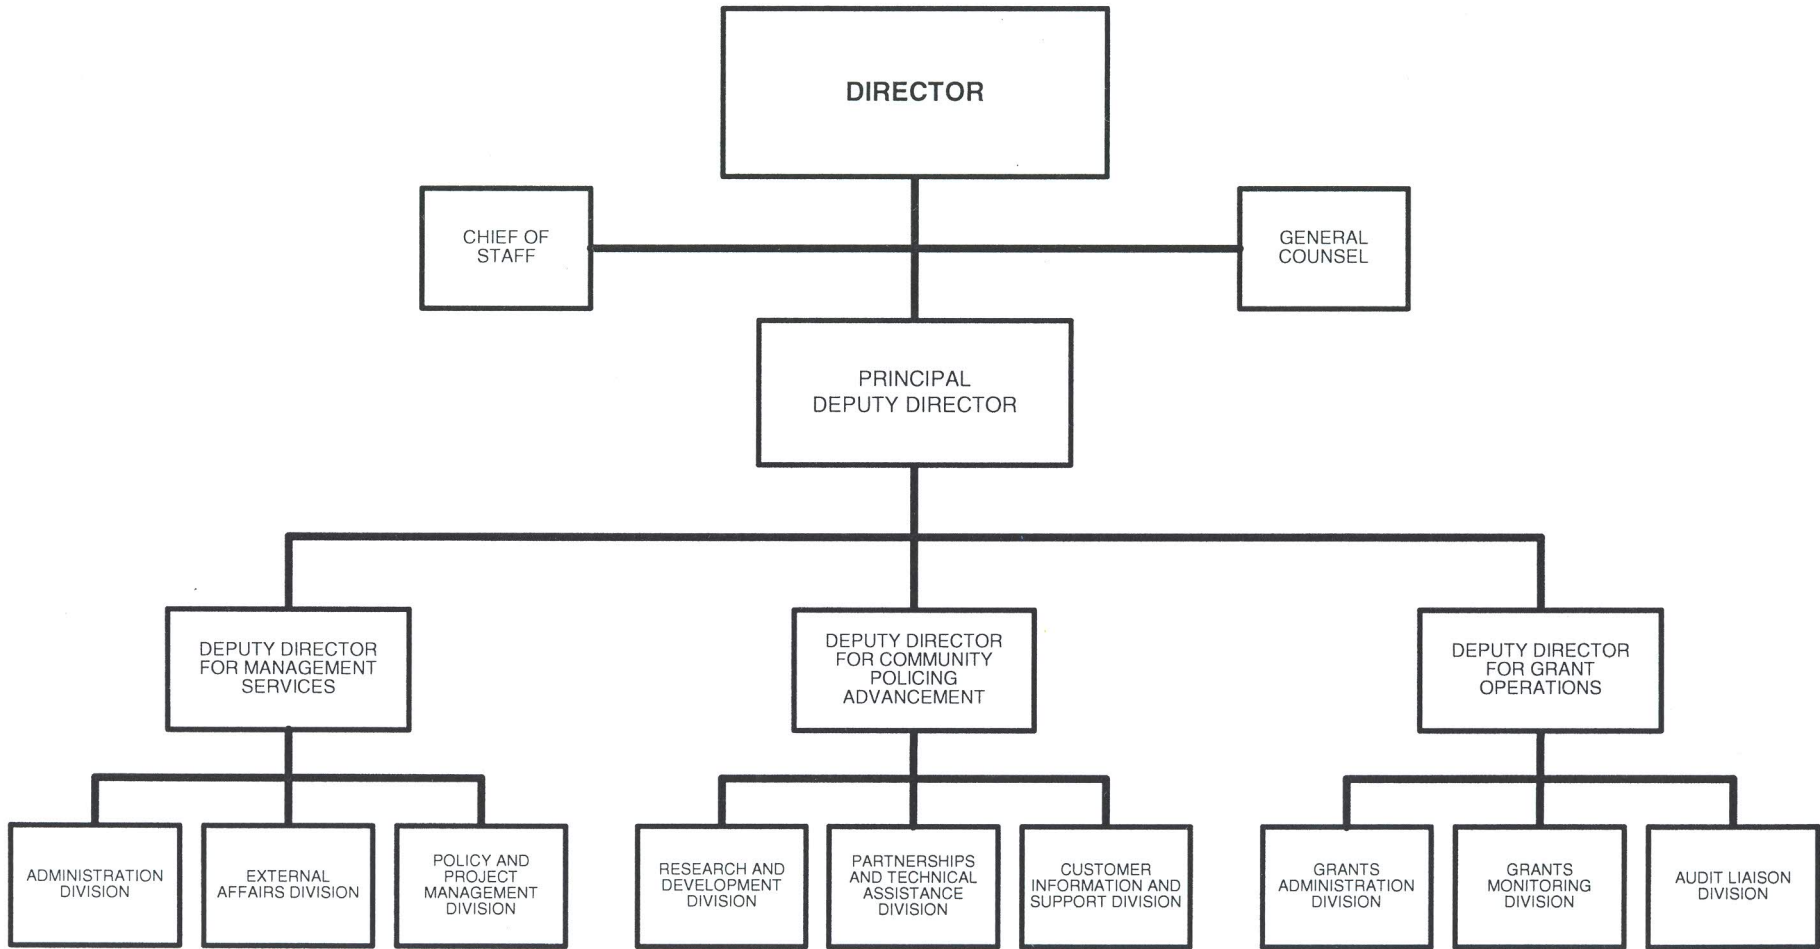 DIRECTOR
CHIEF OF
STAFF
GENERAL
COUNSEL
PRINCIPAL
DEPUTY DIRECTOR
DEPUTY DIRECTOR
FOR MANAGEMENT
SERVICES
DEPUTY DIRECTOR
FOR COMMUNITY
POLICING
ADVANCEMENT
DEPUTY DIRECTOR
FOR GRANT
OPERATIONS
ADMINISTRATION
DIVISION
EXTERNAL
AFFAIRS DIVISION
POLICY AND
PROJECT
MANAGEMENT
DIVISION
RESEARCH AND
DEVELOPMENT
DIVISION
PARTNERSHIPS
AND TECHNICAL
ASSISTANCE
DIVISION
CUSTOMER
INFORMATION AND
SUPPORT DIVISION
GRANTS
ADMINISTRATION
DIVISION
GRANTS
MONITORING
DIVISION
AUDIT LIAISON
DIVISION